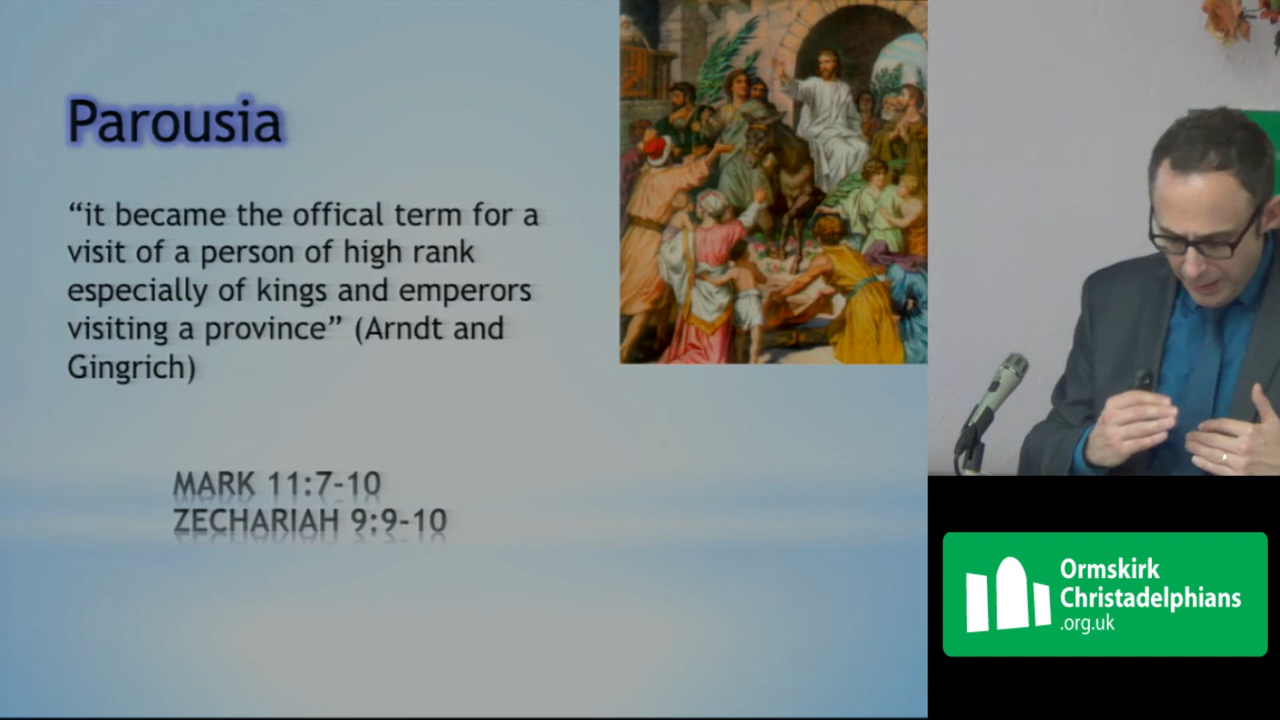 Parousia
“it became the offical term for a
visit of a person of high rank
especially of kings and emperors
visiting a province” (Arndt and
Gingrich)
MARK 11:7-10
ZECHARIAH 9:9-10
Ormskirk
Christadelphians
.org.uk